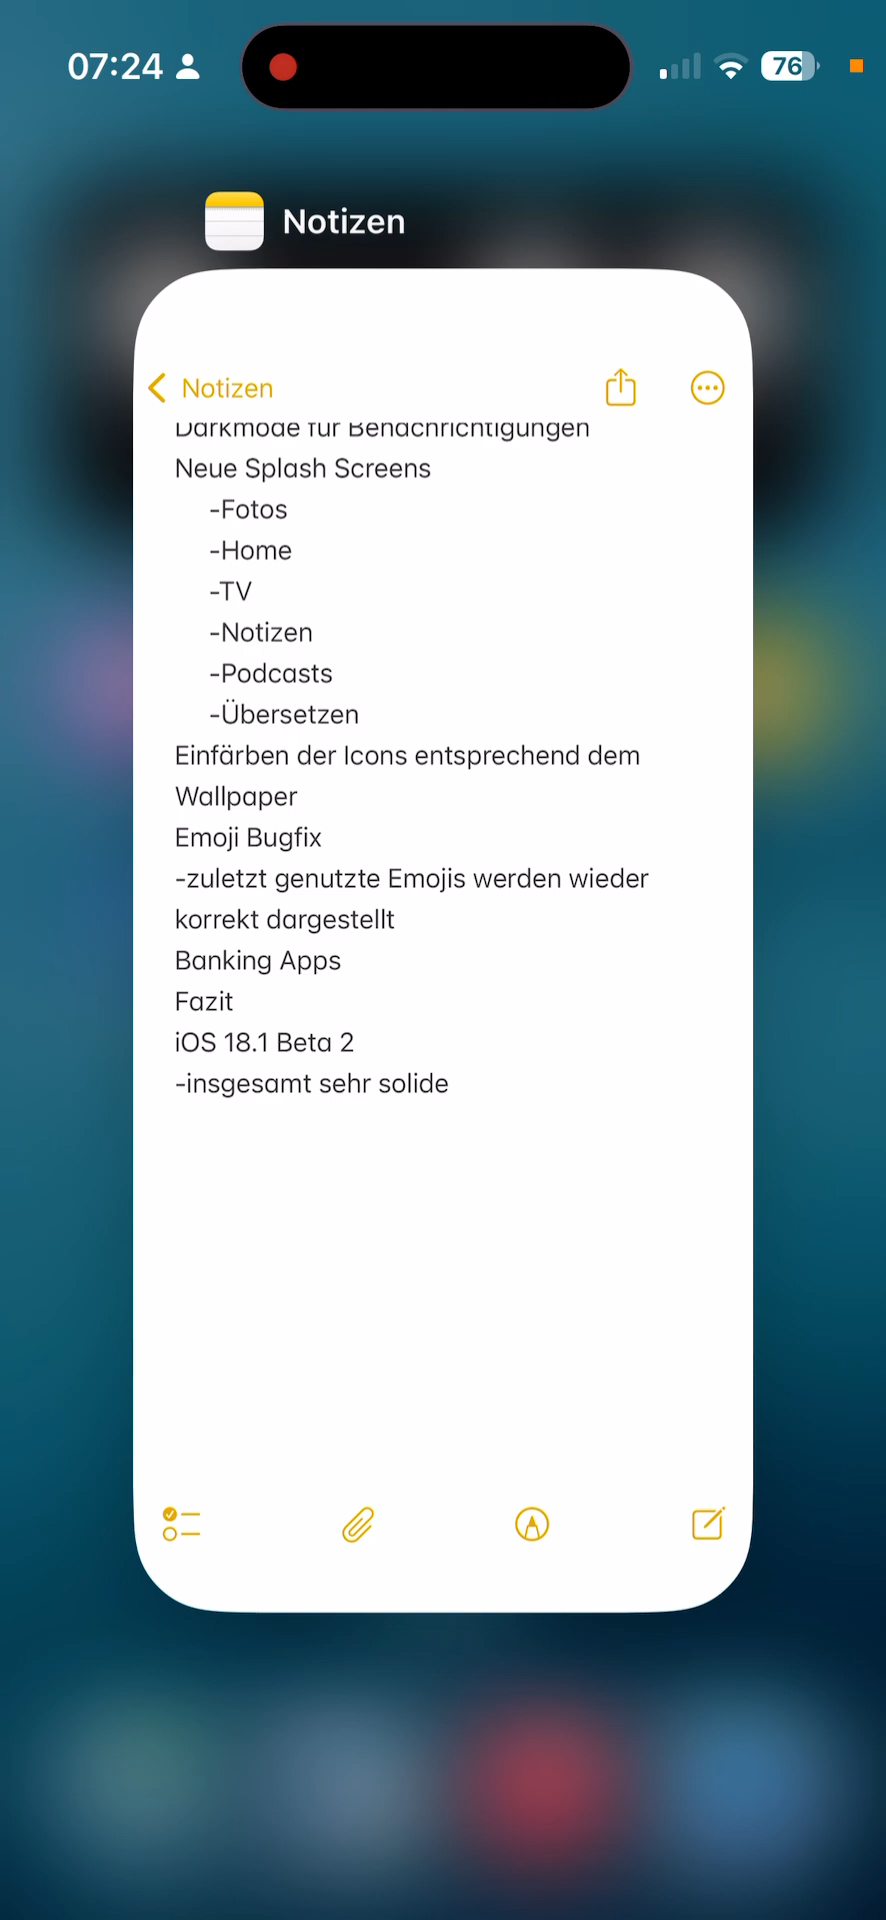 07:24
76
Notizen
Notizen
Darkmode für Benachrichtigungen
Neue Splash Screens
-Fotos
-Home
-TV
-Notizen
-Podcasts
-Übersetzen
Einfärben der Icons entsprechend dem
Wallpaper
Emoji Bugfix
-zuletzt genutzte Emojis werden wieder
korrekt dargestellt
Banking Apps
Fazit
iOS 18.1 Beta 2
-insgesamt sehr solide